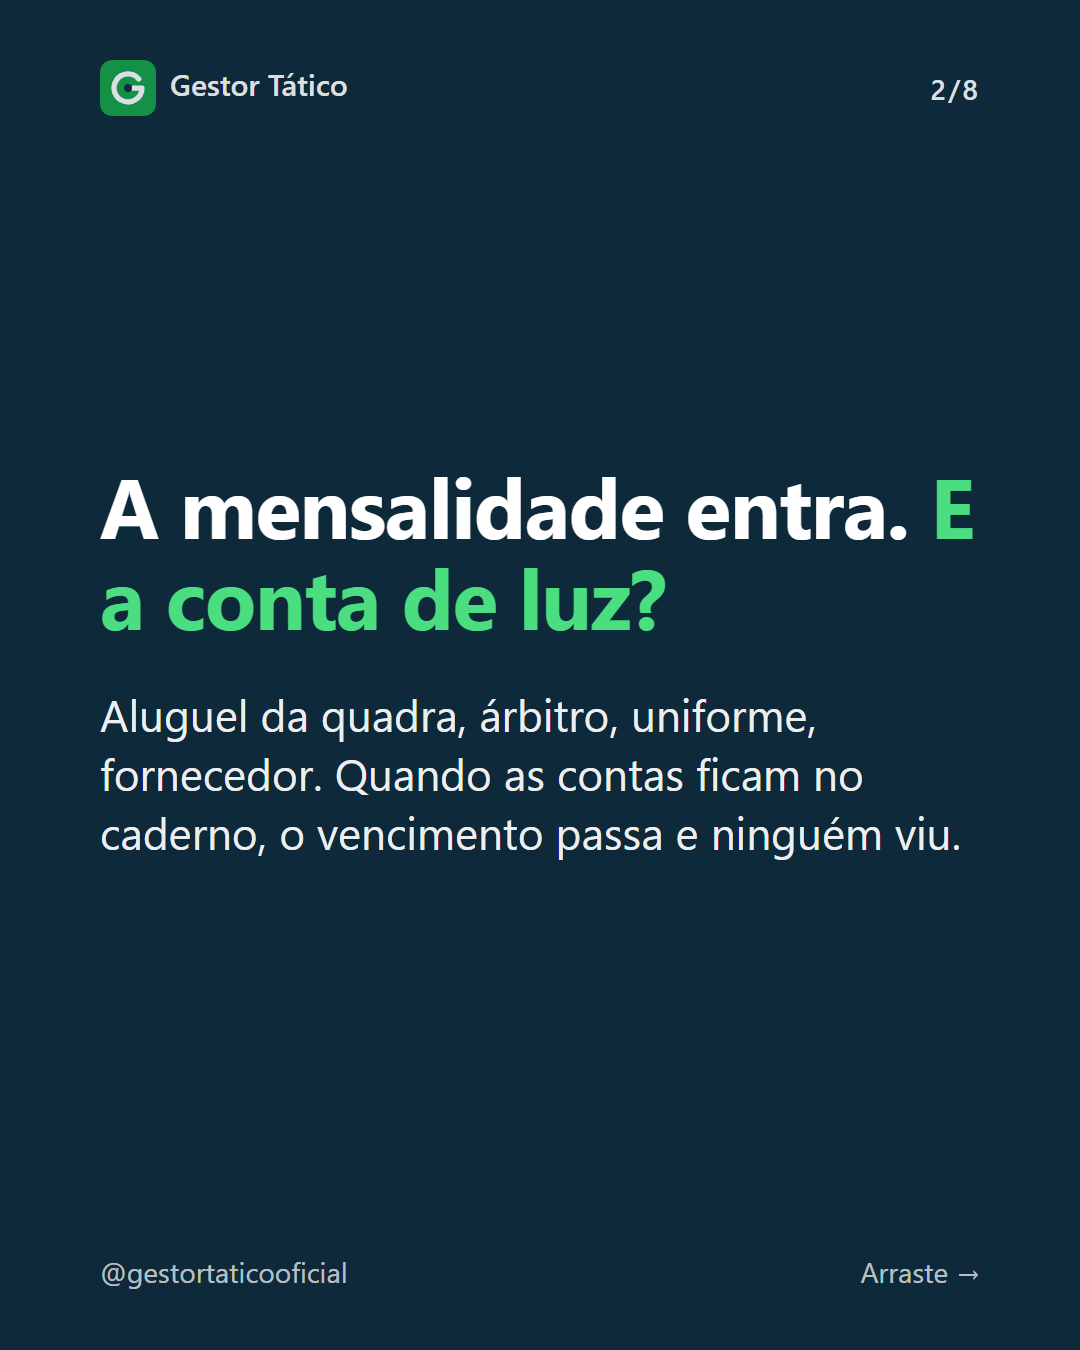 Gestor Tático
2/8
A mensalidade entra. E
a conta de luz?
Aluguel da quadra, árbitro, uniforme,
fornecedor. Quando as contas ficam no
caderno, o vencimento passa e ninguém viu.
@gestortaticooficial
Arraste →